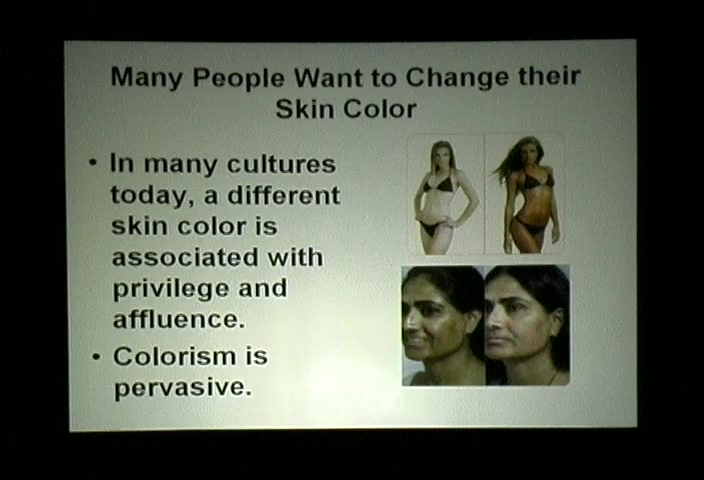 Many People Want to Change their
Skin Color
• In many cultures
today, a different
skin color is
associated with
privilege and
affluence.
• Colorism is
pervasive.